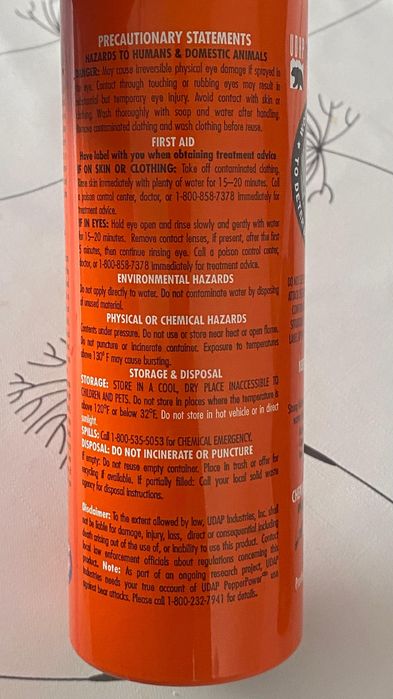 PRECAUTIONARY STATEMENTS
HAZARDS TO HUMANS & DOMESTIC ANIMALS
DANGER: May cause irreversible physical eye damage if sprayed in
eye. Contact through touching or rubbing eyes may result in
but temporary eye injury. Avoid contact with skin or
Wash thoroughly with soap and water after handling.
contaminated clothing and wash clothing before reuse.
FIRST AID
Have label with you when obtaining treatment advice
IF ON SKIN OR CLOTHING: Take off contaminated clothing.
Rinse skin immediately with plenty of water for 15–20 minutes. Call
a poison control center, doctor, or 1-800-858-7378 immediately for
treatment advice.
IF IN EYES: Hold eye open and rinse slowly and gently with water
for 15–20 minutes. Remove contact lenses, if present, after the first
5 minutes, then continue rinsing eye. Call a poison control center,
doctor, or 1-800-858-7378 immediately for treatment advice.
ENVIRONMENTAL HAZARDS
Do not apply directly to water. Do not contaminate water by disposing
of unused material.
PHYSICAL OR CHEMICAL HAZARDS
Contents under pressure. Do not use or store near heat or open flame.
Do not puncture or incinerate container. Exposure to temperatures
above 130° F may cause bursting.
STORAGE & DISPOSAL
STORAGE: STORE IN A COOL, DRY PLACE INACCESSIBLE TO
CHILDREN AND PETS. Do not store in places where the temperature is
above 120°F or below 32°F. Do not store in hot vehicle or in direct
sunlight.
SPILLS: Call 1-800-535-5053 for CHEMICAL EMERGENCY.
DISPOSAL: DO NOT INCINERATE OR PUNCTURE
If empty: Do not reuse empty container. Place in trash or offer for
recycling if available. If partially filled: Call your local solid waste
agency for disposal instructions.
Disclaimer: To the extent allowed by law, UDAP Industries, Inc. shall
not be liable for damage, injury, loss, direct or consequential including
death arising out of the use of, or inability to use this product. Contact
local law enforcement officials about regulations concerning this
product. Note: As part of an ongoing research project, UDAP
Industries needs your true account of UDAP PepperPower use
against bear attacks. Please call 1-800-232-7941 for details.
UDAP
TO DETER